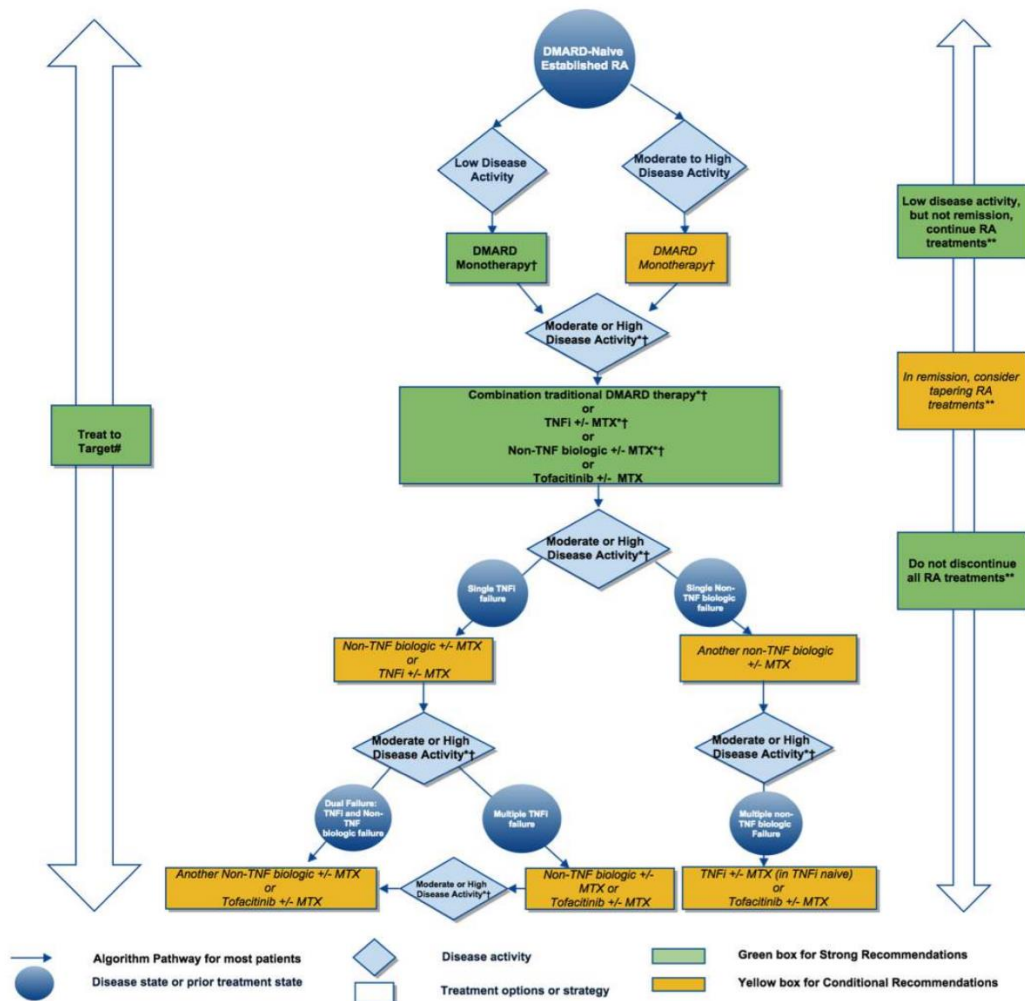 DMARD-Naive
Established RA
Low Disease
Activity
Moderate to High
Disease Activity
DMARD
Monotherapy†
DMARD
Monotherapy†
Moderate or High
Disease Activity*†
Combination traditional DMARD therapy*†
or
TNFi +/- MTX*†
or
Non-TNF biologic +/- MTX*†
or
Tofacitinib +/- MTX
Moderate or High
Disease Activity*†
Single TNFi
failure
Single Non-
TNF biologic
failure
Non-TNF biologic +/- MTX
or
TNFi +/- MTX
Another non-TNF biologic
+/- MTX
Moderate or High
Disease Activity*†
Moderate or High
Disease Activity*†
Dual Failure:
TNFi and Non-
TNF
biologic failure
Multiple TNFi
failure
Multiple non-
TNF biologic
Failure
Another Non-TNF biologic +/- MTX
or
Tofacitinib +/- MTX
Moderate or High
Disease Activity*†
Non-TNF biologic +/-
MTX or
Tofacitinib +/- MTX
TNFi +/- MTX (in TNFi naive)
or
Tofacitinib +/- MTX
Treat to
Target#
Low disease activity,
but not remission,
continue RA
treatments**
In remission, consider
tapering RA
treatments**
Do not discontinue
all RA treatments**
Algorithm Pathway for most patients
Disease state or prior treatment state
Disease activity
Treatment options or strategy
Green box for Strong Recommendations
Yellow box for Conditional Recommendations